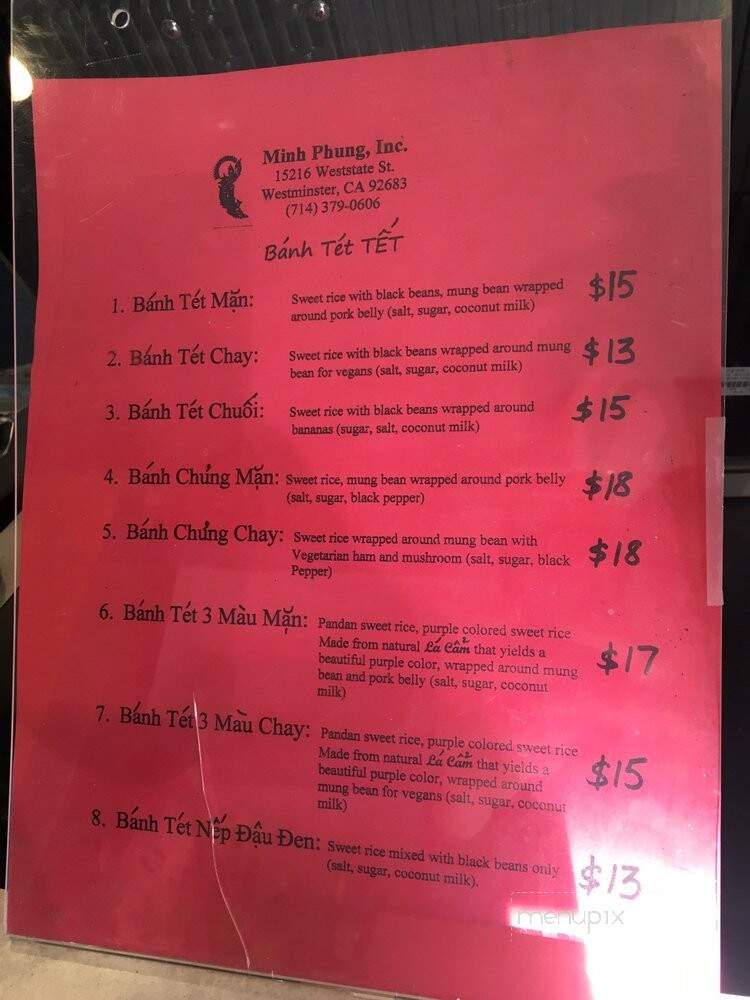 Minh Phung, Inc.
15216 Weststate St.
Westminster, CA 92683
(714) 379-0606
Bánh Tét TẾT
1. Bánh Tét Mặn: Sweet rice with black beans, mung bean wrapped $15
around pork belly (salt, sugar, coconut milk)
2. Bánh Tét Chay: Sweet rice with black beans wrapped around mung $13
bean for vegans (salt, sugar, coconut milk)
3. Bánh Tét Chuối: Sweet rice with black beans wrapped around $15
bananas (sugar, salt, coconut milk)
4. Bánh Chưng Mặn: Sweet rice, mung bean wrapped around pork belly $18
(salt, sugar, black pepper)
5. Bánh Chưng Chay: Sweet rice wrapped around mung bean with $18
Vegetarian ham and mushroom (salt, sugar, black
Pepper)
6. Bánh Tét 3 Màu Mặn: Pandan sweet rice, purple colored sweet rice
Made from natural Lá Cẩm that yields a
beautiful purple color, wrapped around mung $17
bean and pork belly (salt, sugar, coconut
milk)
7. Bánh Tét 3 Màu Chay: Pandan sweet rice, purple colored sweet rice
Made from natural Lá Cẩm that yields a
beautiful purple color, wrapped around $15
mung bean for vegans (salt, sugar, coconut
milk)
8. Bánh Tét Nếp Đậu Đen: Sweet rice mixed with black beans only
(salt, sugar, coconut milk). $13
menupix